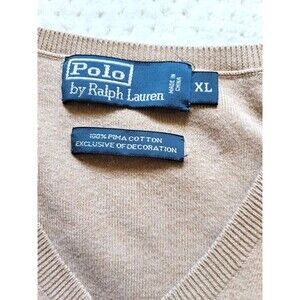 Polo
by Ralph Lauren
MADE IN
CHINA
XL
100% PIMA COTTON
EXCLUSIVE OF DECORATION